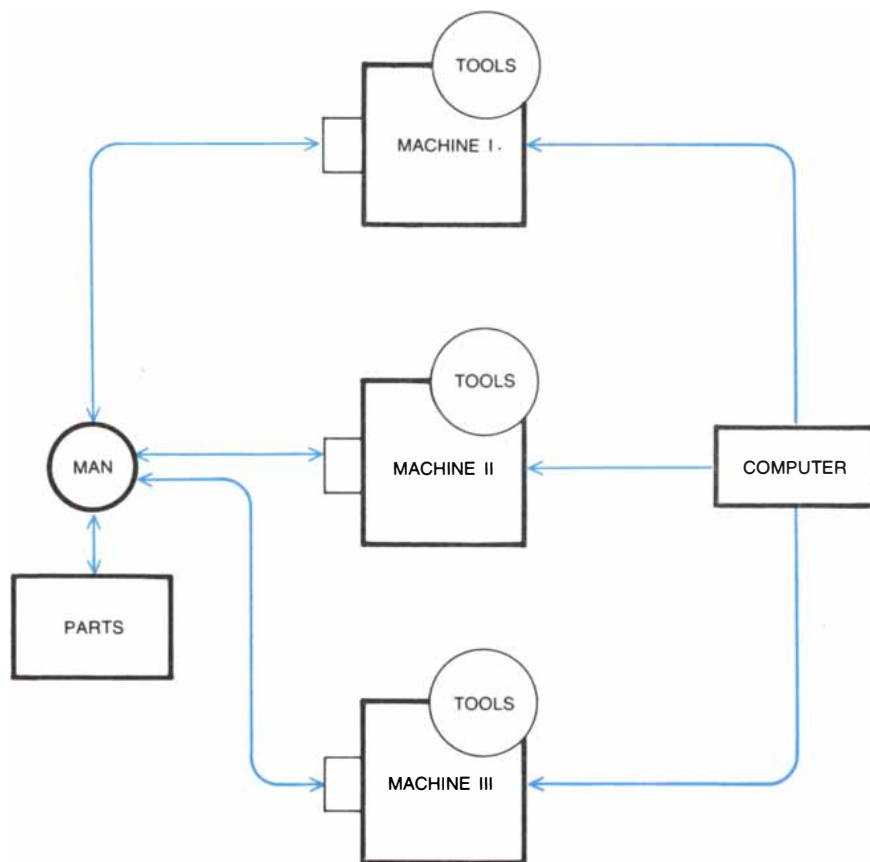 TOOLS
MACHINE I
TOOLS
MAN
MACHINE II
COMPUTER
PARTS
TOOLS
MACHINE III